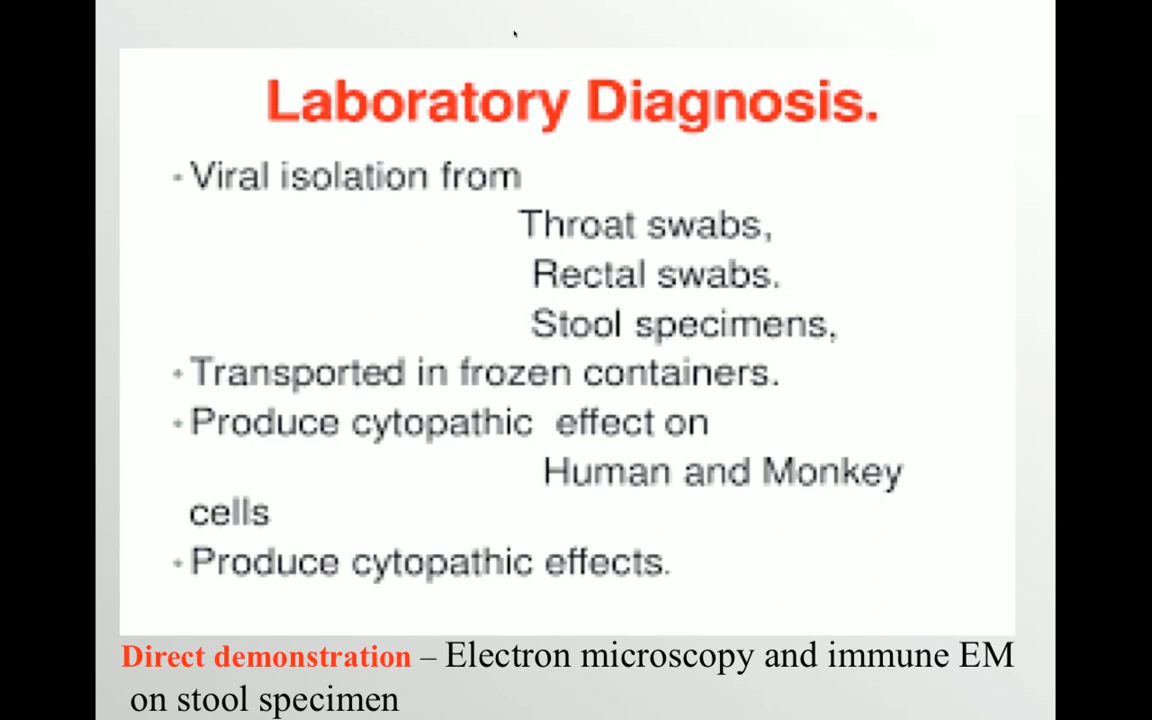 Laboratory Diagnosis.
• Viral isolation from
Throat swabs,
Rectal swabs.
Stool specimens,
• Transported in frozen containers.
• Produce cytopathic effect on
Human and Monkey
cells
• Produce cytopathic effects.
Direct demonstration – Electron microscopy and immune EM
on stool specimen